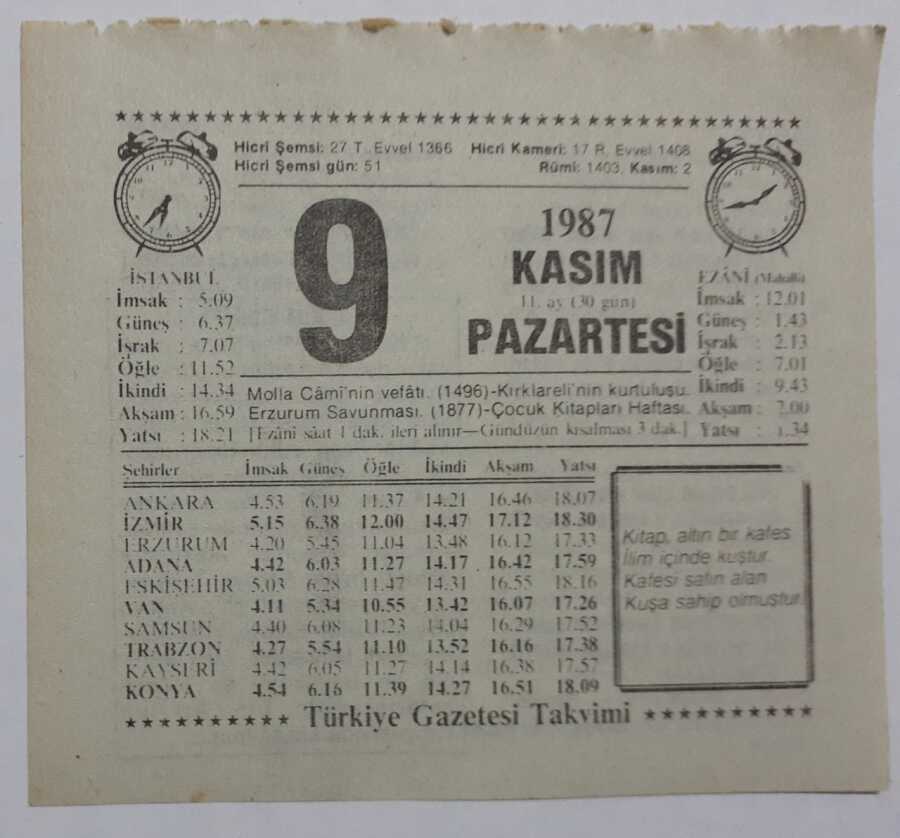 Hicri Şemsi: 27 T. Evvel 1366 Hicri Kameri: 17 R. Evvel 1408
Hicri Şemsi gün: 51 Rûmi: 1403, Kasım: 2
9
1987
KASIM
11. ay (30 gün)
PAZARTESİ
İSTANBUL
İmsak : 5.09
Güneş : 6.37
İşrak : 7.07
Öğle : 11.52
İkindi : 14.34
Akşam : 16.59
Yatsı : 18.21
EZÂNİ (Mahallî)
İmsak : 12.01
Güneş : 1.43
İşrak : 2.13
Öğle : 7.01
İkindi : 9.43
Akşam : 2.00
Yatsı : 1.34
Molla Câmi'nin vefâtı. (1496)-Kırklareli'nin kurtuluşu.
Erzurum Savunması. (1877)-Çocuk Kitapları Haftası.
[Ezânî sâat 1 dak. ileri alınır—Gündüzün kısalması 3 dak.]
Şehirler İmsak Güneş Öğle İkindi Akşam Yatsı
ANKARA 4.53 6.19 11.37 14.21 16.46 18.07
İZMİR 5.15 6.38 12.00 14.47 17.12 18.30
ERZURUM 4.20 5.45 11.04 13.48 16.12 17.33
ADANA 4.42 6.03 11.27 14.17 16.42 17.59
ESKİŞEHİR 5.03 6.28 11.47 14.31 16.55 18.16
VAN 4.11 5.34 10.55 13.42 16.07 17.26
SAMSUN 4.40 6.08 11.23 14.04 16.29 17.52
TRABZON 4.27 5.54 11.10 13.52 16.16 17.38
KAYSERİ 4.42 6.05 11.27 14.14 16.38 17.57
KONYA 4.54 6.16 11.39 14.27 16.51 18.09
Kitap, altın bir kafes
İlim içinde kuştur.
Kafesi satın alan
Kuşa sahip olmuştur.
Türkiye Gazetesi Takvimi